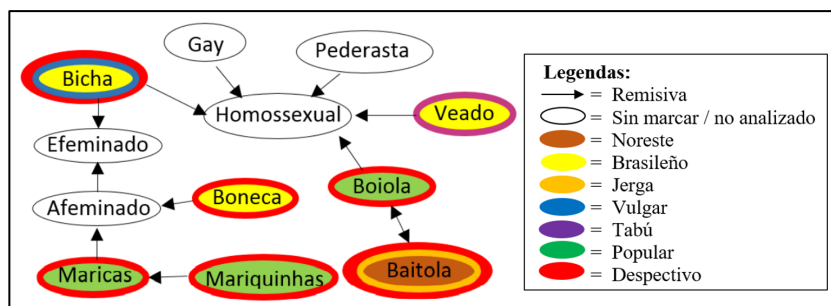 Gay
Pederasta
Bicha
Homossexual
Veado
Efeminado
Boneca
Boiola
Afeminado
Maricas
Mariquinhas
Baitola
Legendas:
= Remisiva
= Sin marcar / no analizado
= Noreste
= Brasileño
= Jerga
= Vulgar
= Tabú
= Popular
= Despectivo